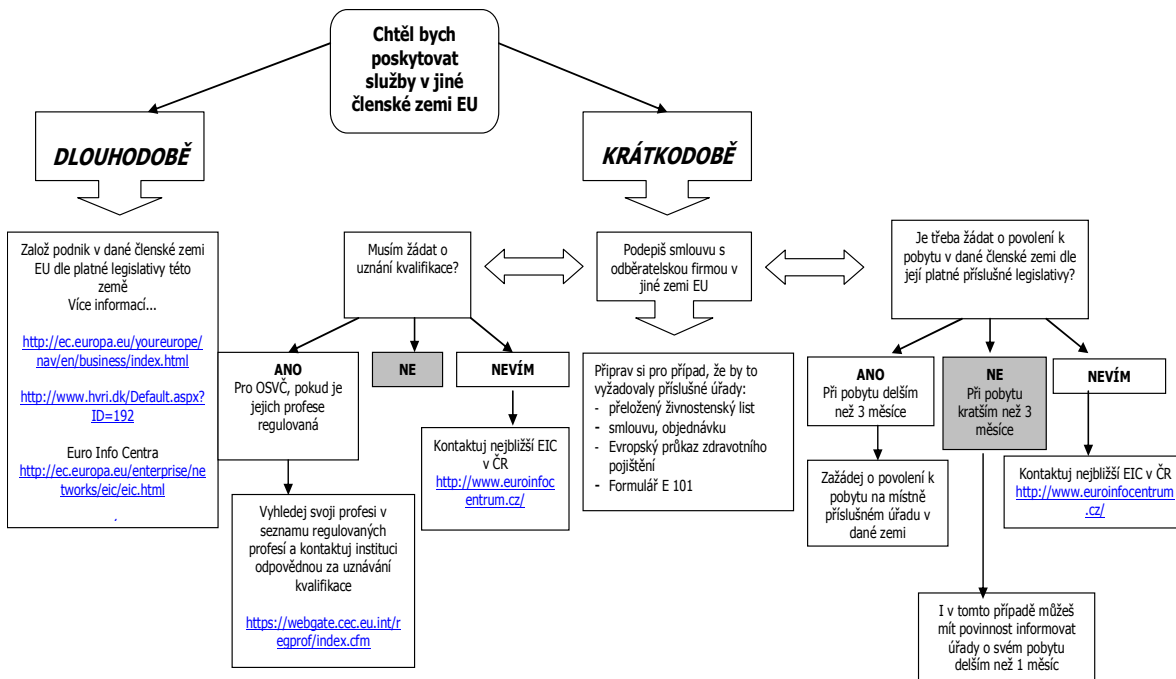 Chtěl bych
poskytovat
služby v jiné
členské zemi EU
DLOUHODOBĚ
KRÁTKODOBĚ
Založ podnik v dané členské zemi
EU dle platné legislativy této
země
Více informací...
http://ec.europa.eu/youreurope/
nav/en/business/index.html
http://www.hvri.dk/Default.aspx?
ID=192
Euro Info Centra
http://ec.europa.eu/enterprise/ne
tworks/eic/eic.html
.
Musím žádat o
uznání kvalifikace?
Podepiš smlouvu s
odběratelskou firmou v
jiné zemi EU
Je třeba žádat o povolení k
pobytu v dané členské zemi dle
její platné příslušné legislativy?
ANO
Pro OSVČ, pokud je
jejich profese
regulovaná
NE
NEVÍM
Kontaktuj nejbližší EIC
v ČR
http://www.euroinfoc
entrum.cz/
Vyhledej svoji profesi v
seznamu regulovaných
profesí a kontaktuj instituci
odpovědnou za uznávání
kvalifikace
https://webgate.cec.eu.int/r
egprof/index.cfm
Připrav si pro případ, že by to
vyžadovaly příslušné úřady:
- přeložený živnostenský list
- smlouvu, objednávku
- Evropský průkaz zdravotního
pojištění
- Formulář E 101
ANO
Při pobytu delším
než 3 měsíce
NE
Při pobytu
kratším než 3
měsíce
NEVÍM
Zažádej o povolení k
pobytu na místně
příslušném úřadu v
dané zemi
Kontaktuj nejbližší EIC v ČR
http://www.euroinfocentrum
.cz/
I v tomto případě můžeš
mít povinnost informovat
úřady o svém pobytu
delším než 1 měsíc